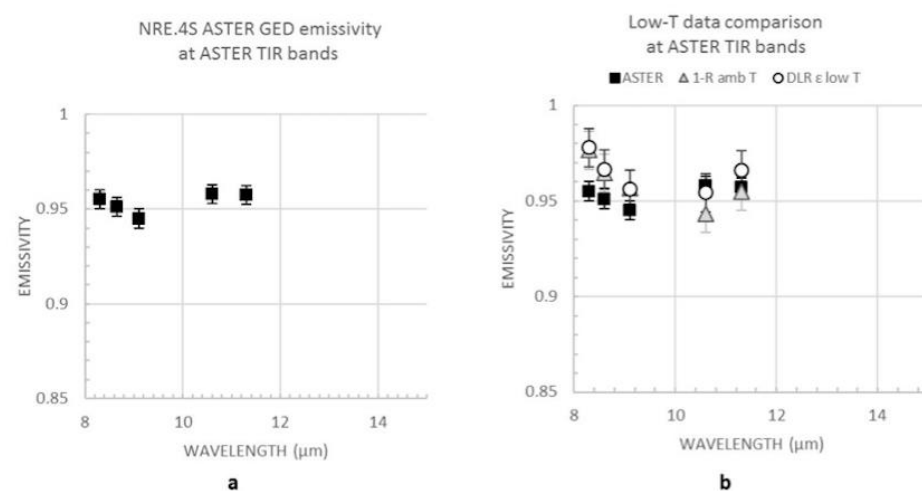 NRE.4S ASTER GED emissivity
at ASTER TIR bands
1
0.95
0.9
0.85
EMISSIVITY
8 10 12 14
WAVELENGTH (µm)
a
Low-T data comparison
at ASTER TIR bands
ASTER 1-R amb T DLR ε low T
1
0.95
0.9
0.85
EMISSIVITY
8 10 12 14
WAVELENGTH (µm)
b